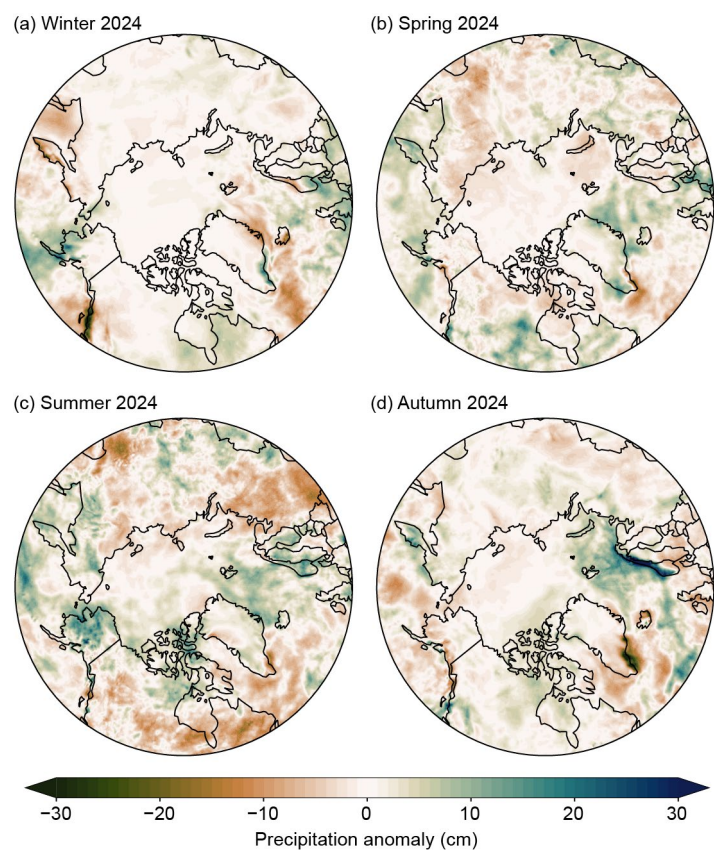 (a) Winter 2024
(b) Spring 2024
(c) Summer 2024
(d) Autumn 2024
−30 −20 −10 0 10 20 30
Precipitation anomaly (cm)